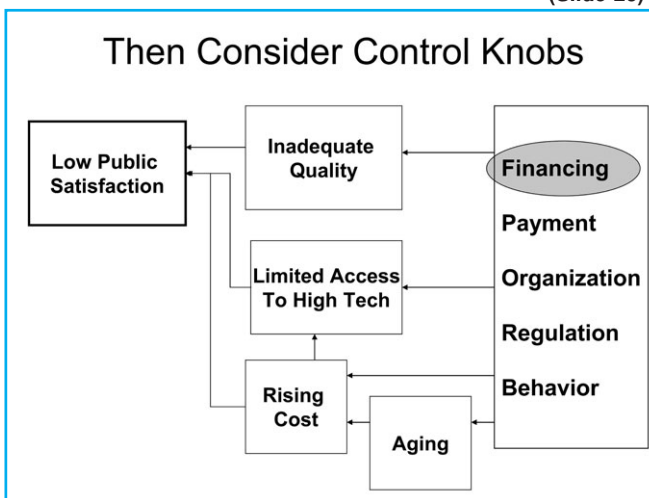 Then Consider Control Knobs
Low Public
Satisfaction
Inadequate
Quality
Limited Access
To High Tech
Rising
Cost
Aging
Financing
Payment
Organization
Regulation
Behavior